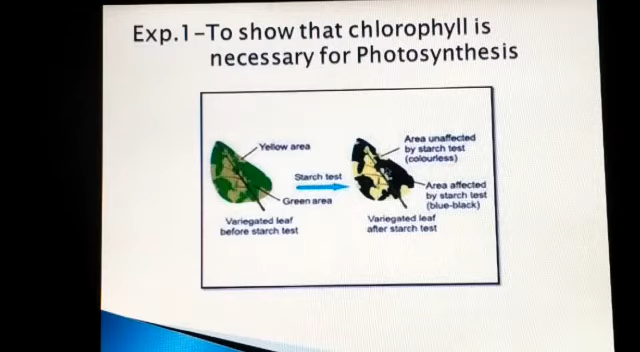 Exp.1-To show that chlorophyll is
necessary for Photosynthesis
Yellow area
Green area
Variegated leaf
before starch test
Starch test
Area unaffected
by starch test
(colourless)
Area affected
by starch test
(blue-black)
Variegated leaf
after starch test